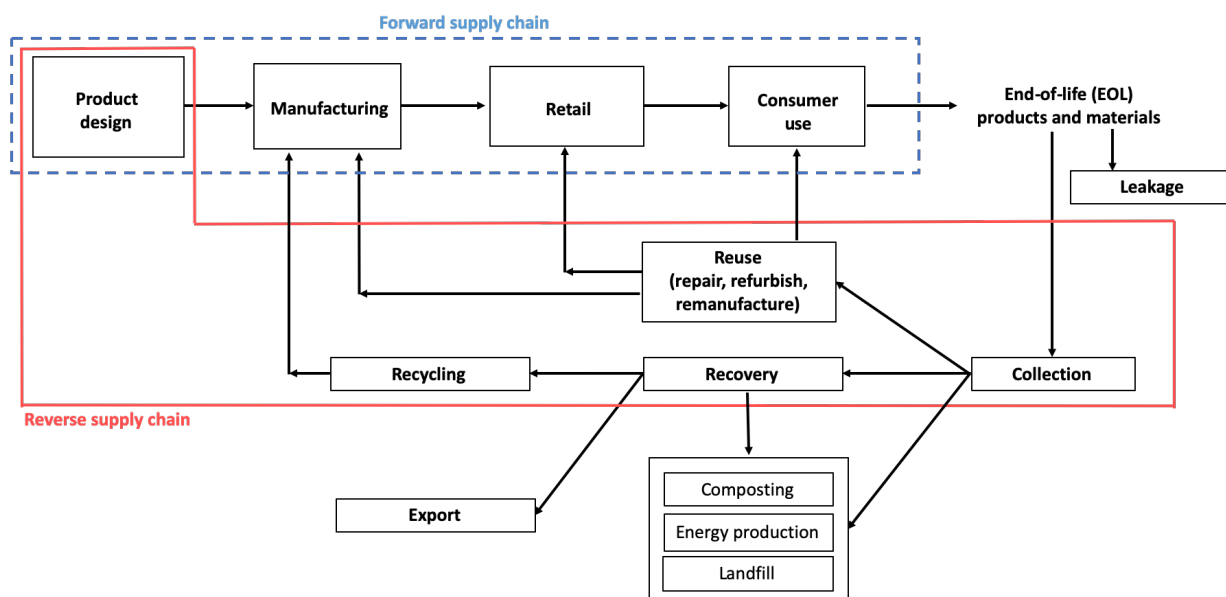 Forward supply chain
Product
design
Manufacturing
Retail
Consumer
use
End-of-life (EOL)
products and materials
Leakage
Reuse
(repair, refurbish,
remanufacture)
Recycling
Recovery
Collection
Reverse supply chain
Export
Composting
Energy production
Landfill